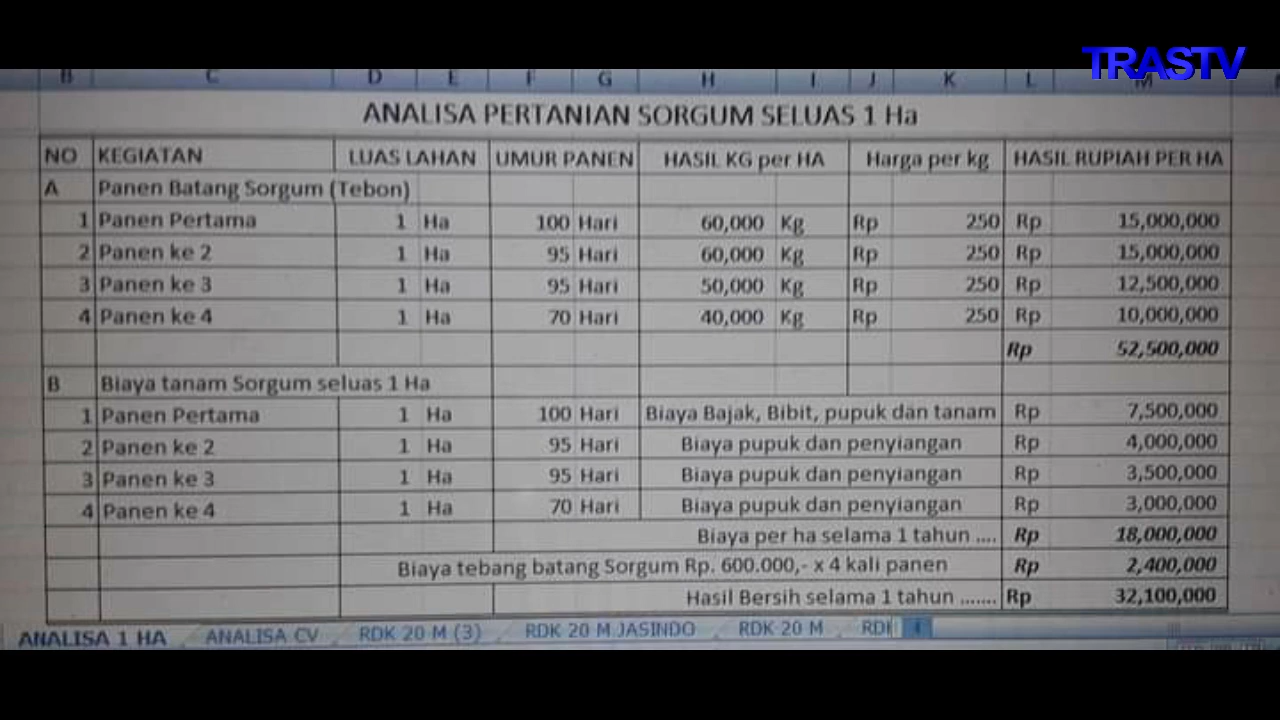 TRASTV
B C D E F G H I J K L M
ANALISA PERTANIAN SORGUM SELUAS 1 Ha
NO KEGIATAN LUAS LAHAN UMUR PANEN HASIL KG per HA Harga per kg HASIL RUPIAH PER HA
A Panen Batang Sorgum (Tebon)
1 Panen Pertama 1 Ha 100 Hari 60,000 Kg Rp 250 Rp 15,000,000
2 Panen ke 2 1 Ha 95 Hari 60,000 Kg Rp 250 Rp 15,000,000
3 Panen ke 3 1 Ha 95 Hari 50,000 Kg Rp 250 Rp 12,500,000
4 Panen ke 4 1 Ha 70 Hari 40,000 Kg Rp 250 Rp 10,000,000
Rp 52,500,000
B Biaya tanam Sorgum seluas 1 Ha
1 Panen Pertama 1 Ha 100 Hari Biaya Bajak, Bibit, pupuk dan tanam Rp 7,500,000
2 Panen ke 2 1 Ha 95 Hari Biaya pupuk dan penyiangan Rp 4,000,000
3 Panen ke 3 1 Ha 95 Hari Biaya pupuk dan penyiangan Rp 3,500,000
4 Panen ke 4 1 Ha 70 Hari Biaya pupuk dan penyiangan Rp 3,000,000
Biaya per ha selama 1 tahun .... Rp 18,000,000
Biaya tebang batang Sorgum Rp. 600.000,- x 4 kali panen Rp 2,400,000
Hasil Bersih selama 1 tahun ....... Rp 32,100,000
ANALISA 1 HA ANALISA CV RDK 20 M (3) RDK 20 M JASINDO RDK 20 M RDK